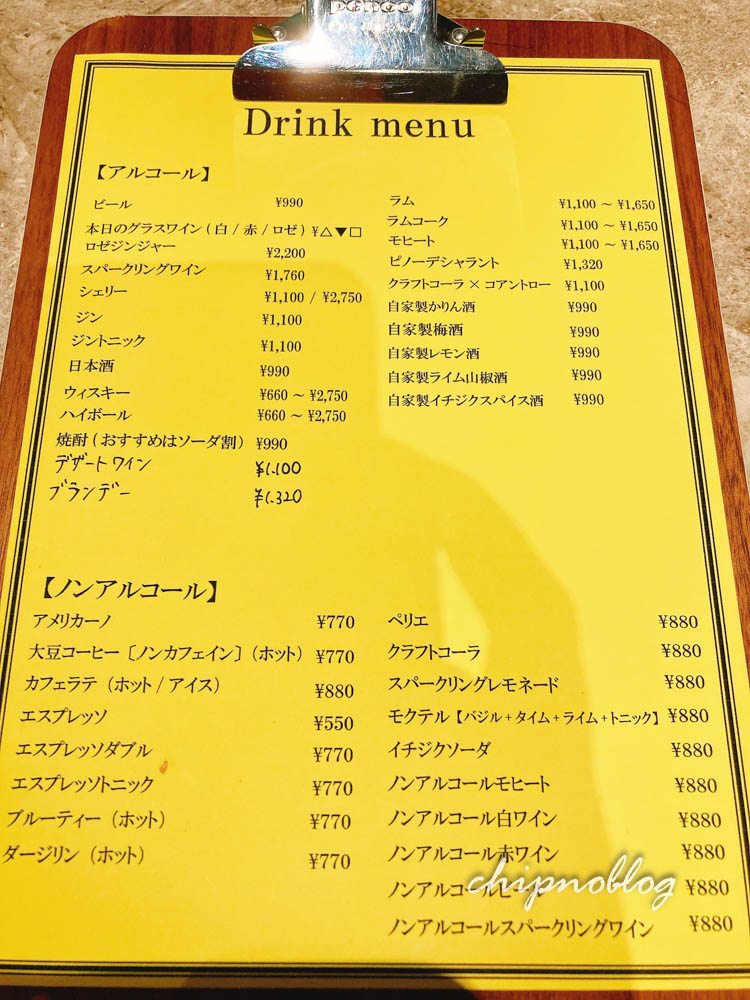 Drink menu
【アルコール】
ビール ¥990
本日のグラスワイン ( 白 / 赤 / ロゼ ) ¥△▼□
ロゼジンジャー ¥2,200
スパークリングワイン ¥1,760
シェリー ¥1,100 / ¥2,750
ジン ¥1,100
ジントニック ¥1,100
日本酒 ¥990
ウィスキー ¥660 ～ ¥2,750
ハイボール ¥660 ～ ¥2,750
焼酎 ( おすすめはソーダ割 ) ¥990
デザートワイン ¥1.100
ブランデー ¥1.320
ラム ¥1,100 ～ ¥1,650
ラムコーク ¥1,100 ～ ¥1,650
モヒート ¥1,100 ～ ¥1,650
ピノーデシャラント ¥1,320
クラフトコーラ × コアントロー ¥1,100
自家製かりん酒 ¥990
自家製梅酒 ¥990
自家製レモン酒 ¥990
自家製ライム山椒酒 ¥990
自家製イチジクスパイス酒 ¥990
【ノンアルコール】
アメリカーノ ¥770
大豆コーヒー〔ノンカフェイン〕(ホット) ¥770
カフェラテ (ホット / アイス) ¥880
エスプレッソ ¥550
エスプレッソダブル ¥770
エスプレッソトニック ¥770
ブルーティー (ホット) ¥770
ダージリン (ホット) ¥770
ペリエ ¥880
クラフトコーラ ¥880
スパークリングレモネード ¥880
モクテル【バジル + タイム + ライム + トニック】 ¥880
イチジクソーダ ¥880
ノンアルコールモヒート ¥880
ノンアルコール白ワイン ¥880
ノンアルコール赤ワイン ¥880
ノンアルコールビール ¥880
ノンアルコールスパークリングワイン ¥880
chipnoblog